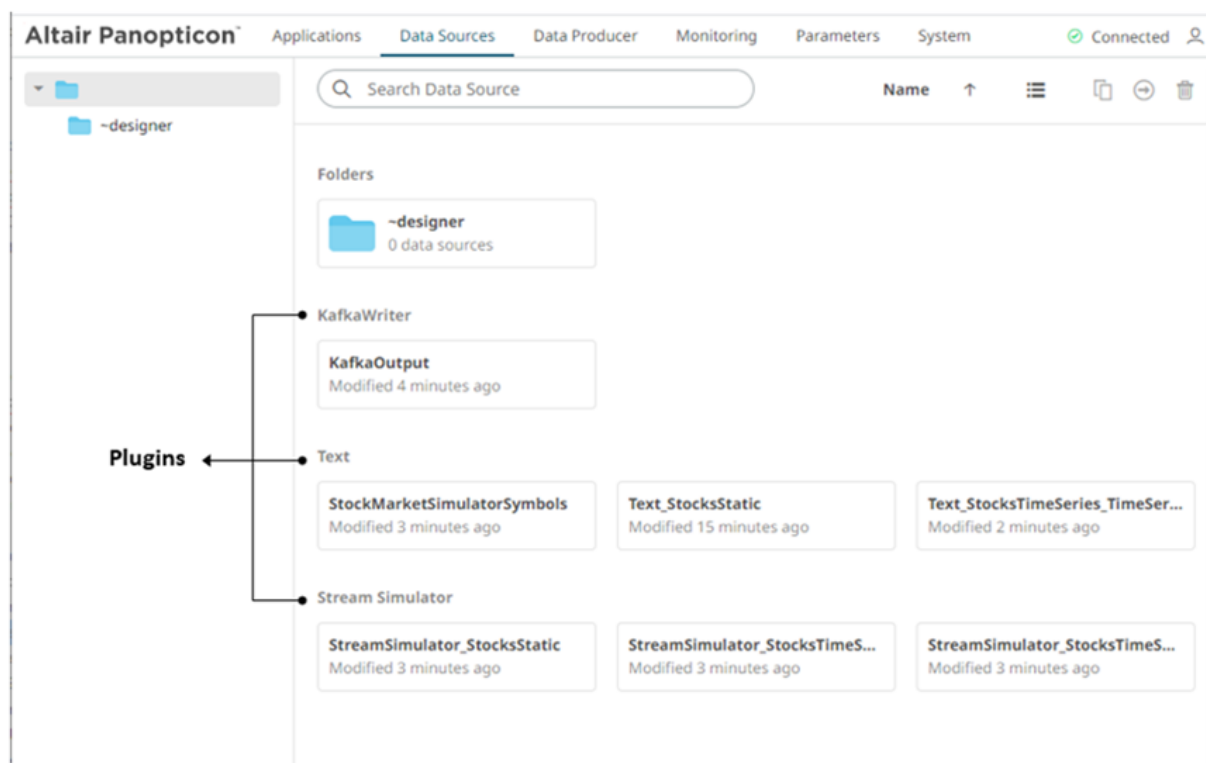 Altair Panopticon™ Applications Data Sources Data Producer Monitoring Parameters System Connected
~designer
Search Data Source Name
Folders
~designer
0 data sources
KafkaWriter
KafkaOutput
Modified 4 minutes ago
Plugins
Text
StockMarketSimulatorSymbols Text_StocksStatic Text_StocksTimeSeries_TimeSer...
Modified 3 minutes ago Modified 15 minutes ago Modified 2 minutes ago
Stream Simulator
StreamSimulator_StocksStatic StreamSimulator_StocksTimeS... StreamSimulator_StocksTimeS...
Modified 3 minutes ago Modified 3 minutes ago Modified 3 minutes ago